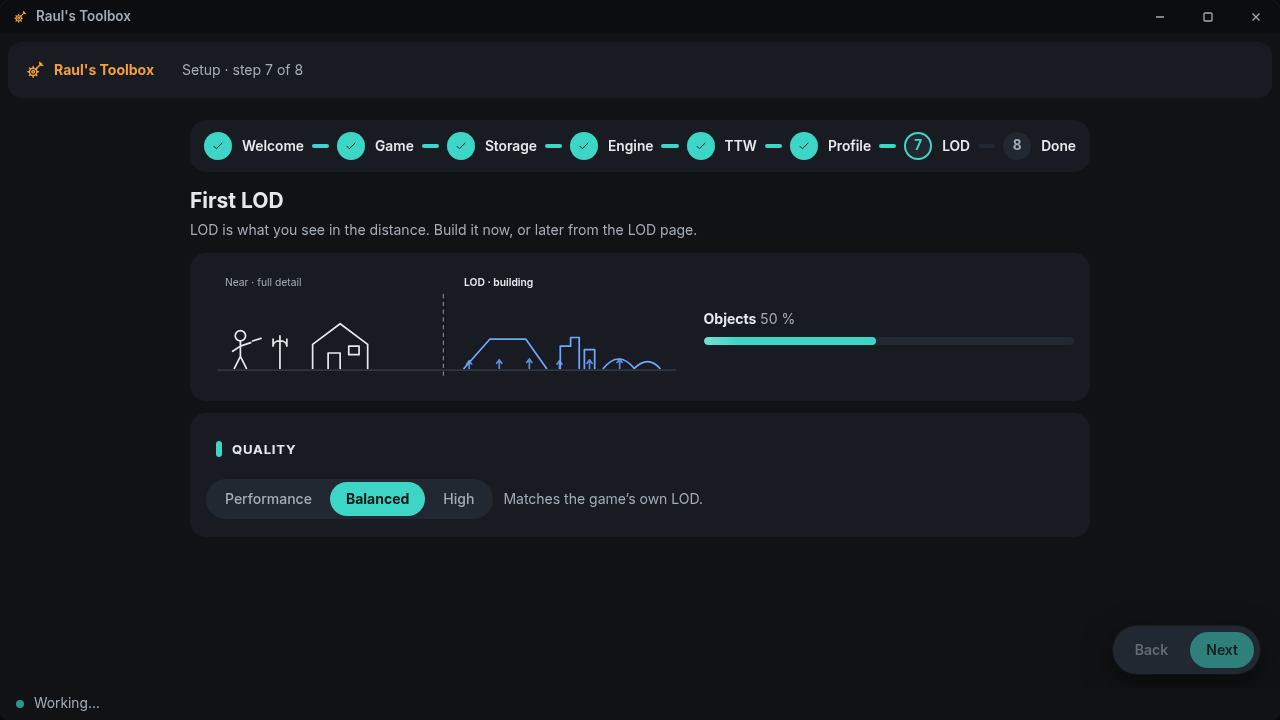 Raul's Toolbox
Raul's Toolbox Setup · step 7 of 8
Welcome Game Storage Engine TTW Profile 7 LOD 8 Done
First LOD
LOD is what you see in the distance. Build it now, or later from the LOD page.
Near · full detail LOD · building
Objects 50 %
QUALITY
Performance Balanced High Matches the game's own LOD.
Back Next
Working...